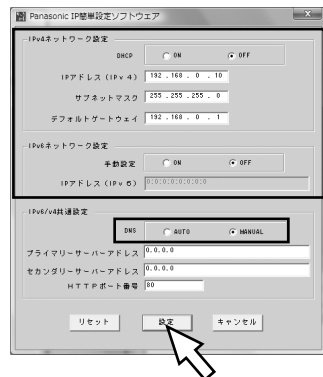 Panasonic IP簡単設定ソフトウェア
IPv4ネットワーク設定
DHCP ON OFF
IPアドレス (IPv4) 192 .168 . 0 . 10
サブネットマスク 255 .255 .255 . 0
デフォルトゲートウェイ 192 .168 . 0 . 1
IPv6ネットワーク設定
手動設定 ON OFF
IPアドレス (IPv6) 0:0:0:0:0:0:0:0
IPv6/v4共通設定
DNS AUTO MANUAL
プライマリーサーバーアドレス 0.0.0.0
セカンダリーサーバーアドレス 0.0.0.0
HTTPポート番号 80
リセット 設定 キャンセル